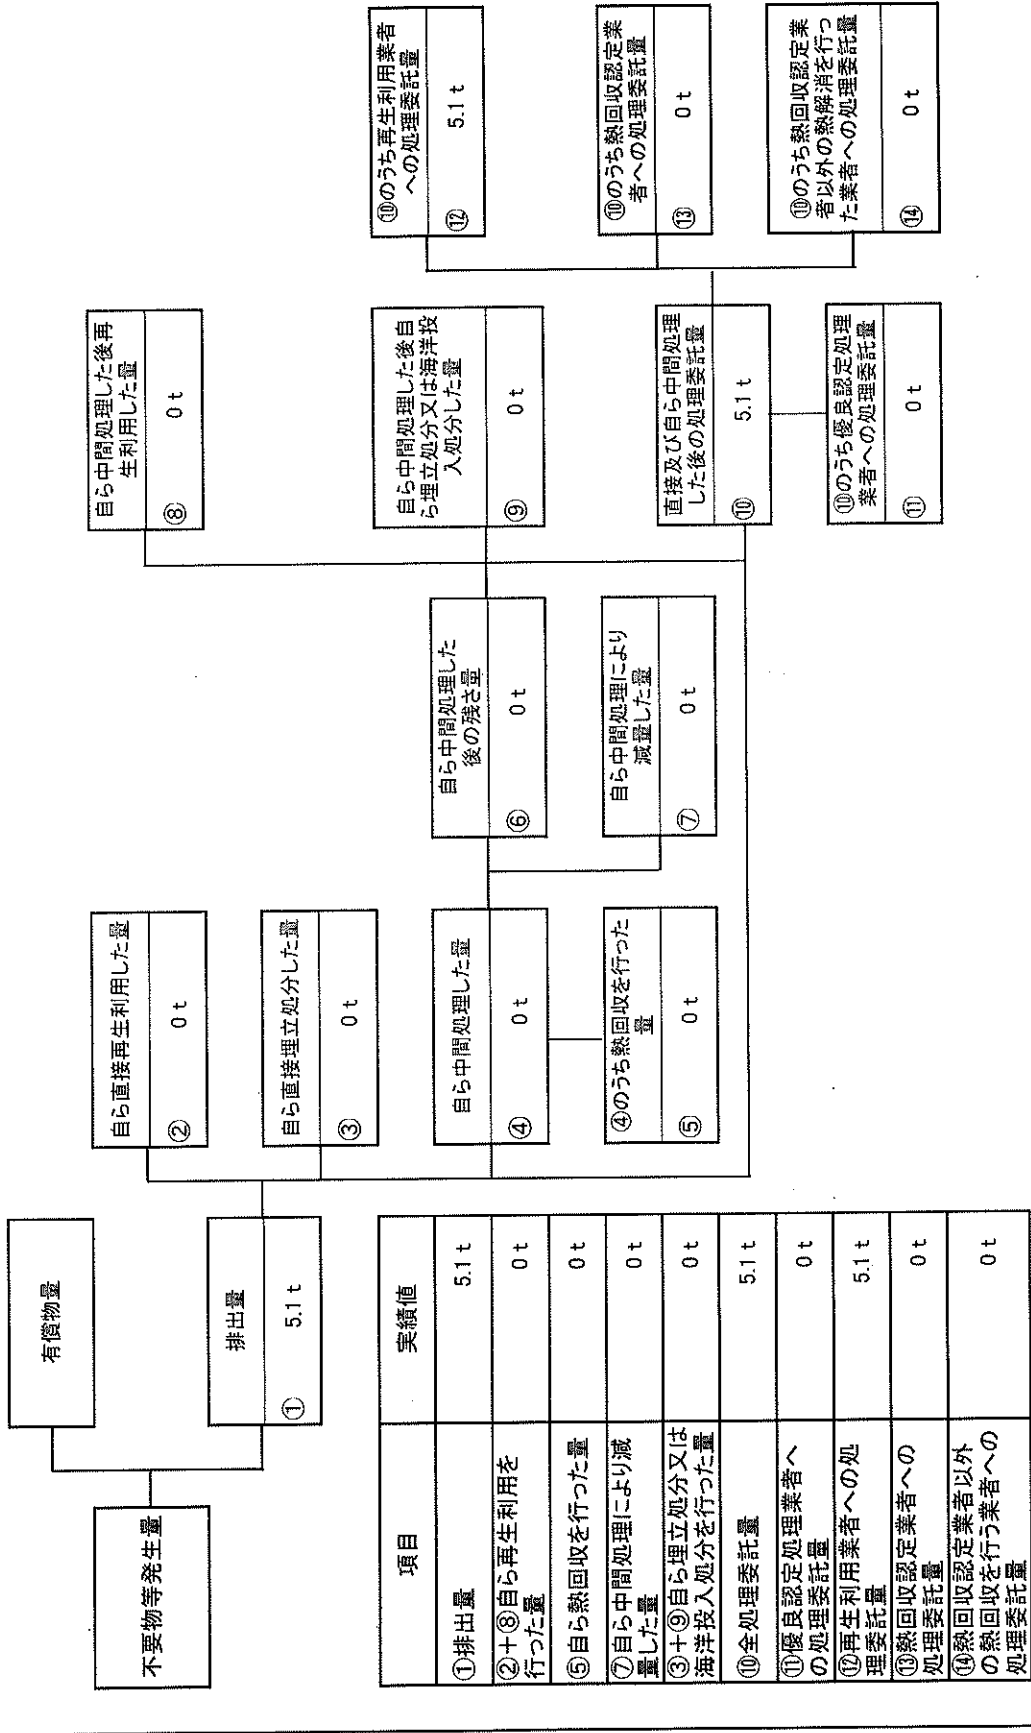 不要物等発生量
有償物量
排出量
① 5.1 t
自ら直接再生利用した量
② 0 t
自ら直接埋立処分した量
③ 0 t
自ら中間処理した量
④ 0 t
④のうち熱回収を行った
量
⑤ 0 t
自ら中間処理した
後の残さ量
⑥ 0 t
自ら中間処理により
減量した量
⑦ 0 t
自ら中間処理した後再
生利用した量
⑧ 0 t
自ら中間処理した後自
ら埋立処分又は海洋投
入処分した量
⑨ 0 t
直接及び自ら中間処理
した後の処理委託量
⑩ 5.1 t
⑩のうち優良認定処理
業者への処理委託量
⑪ 0 t
⑩のうち再生利用業者
への処理委託量
⑫ 5.1 t
⑩のうち熱回収認定業
者への処理委託量
⑬ 0 t
⑩のうち熱回収認定業
者以外の熱解消を行っ
た業者への処理委託量
⑭ 0 t
項目 実績値
①排出量 5.1 t
②+⑧自ら再生利用を
行った量 0 t
⑤自ら熱回収を行った量 0 t
⑦自ら中間処理により減
量した量 0 t
③+⑨自ら埋立処分又は
海洋投入処分を行った量 0 t
⑩全処理委託量 5.1 t
⑪優良認定処理業者へ
の処理委託量 0 t
⑫再生利用業者への処
理委託量 5.1 t
⑬熱回収認定業者への
処理委託量 0 t
⑭熱回収認定業者以外
の熱回収を行う業者への
処理委託量 0 t